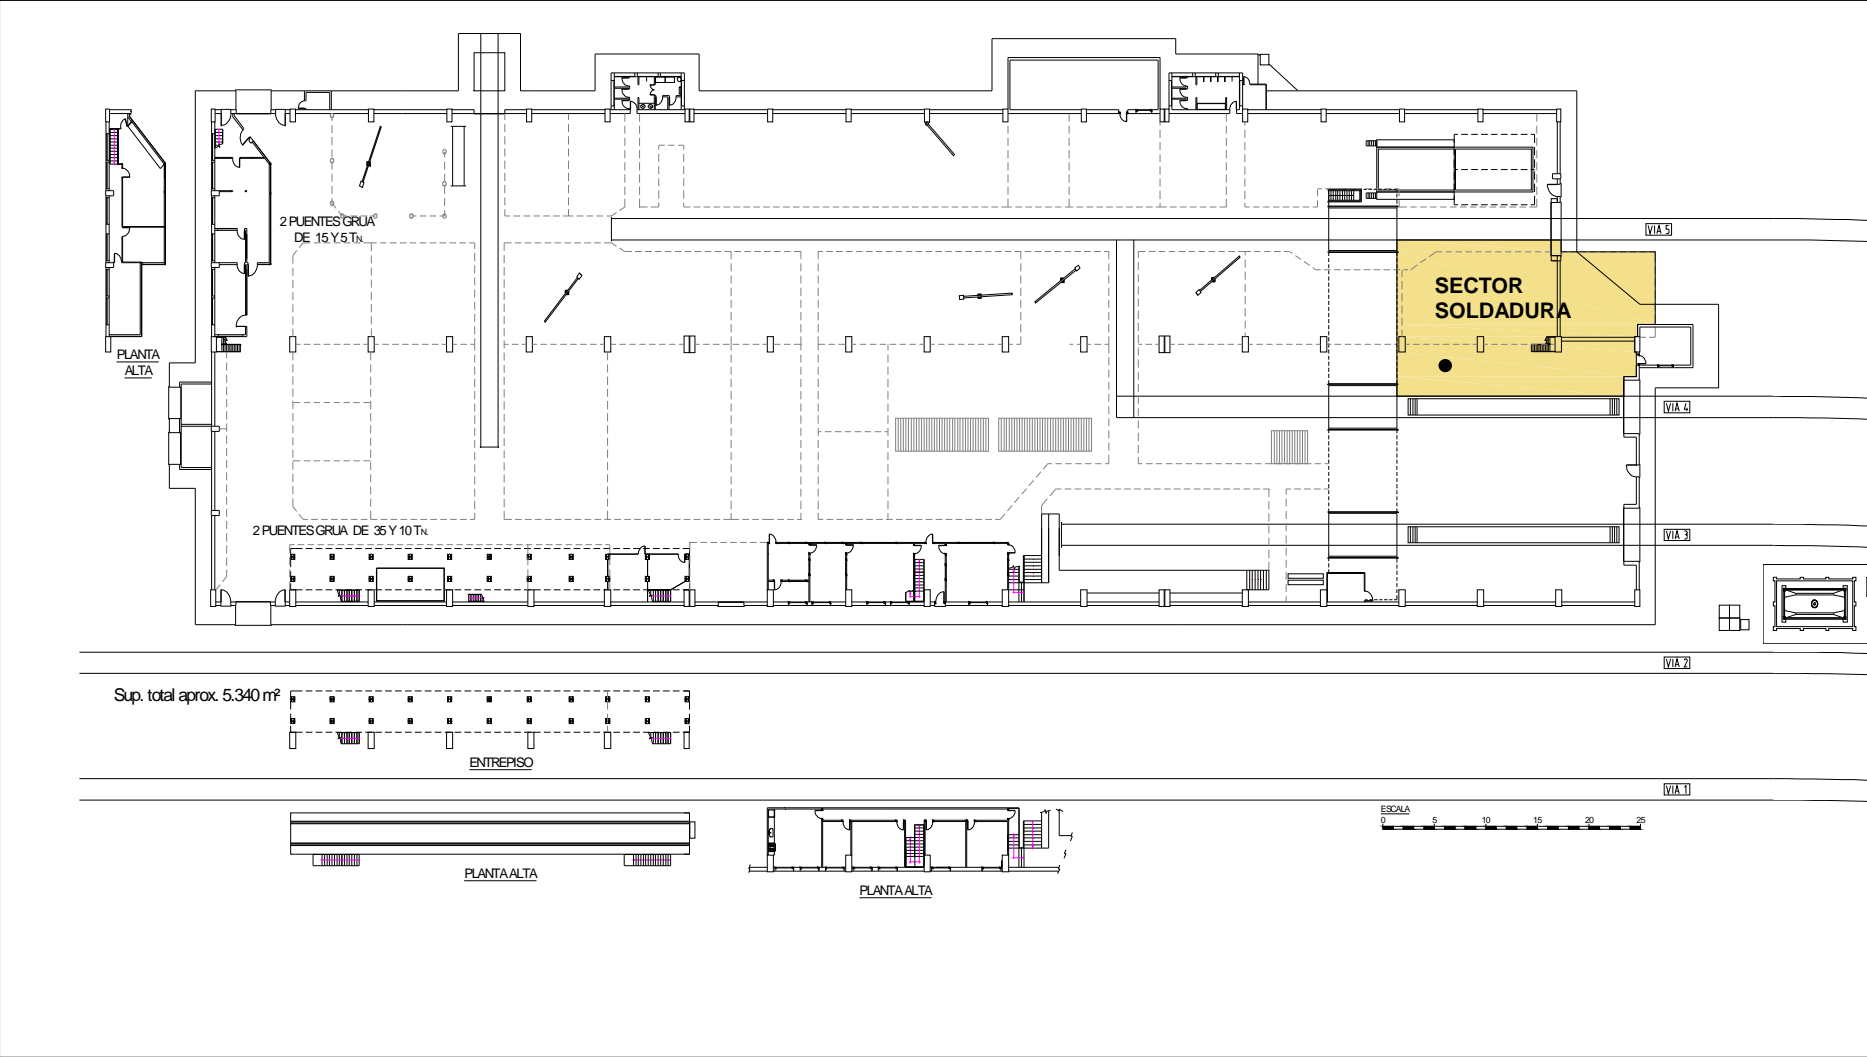 2 PUENTES GRUA
DE 15 Y 5 TN.
VIA 5
SECTOR
SOLDADURA
PLANTA
ALTA
VIA 4
2 PUENTES GRUA DE 35 Y 10 TN.
VIA 3
VIA 2
Sup. total aprox. 5.340 m²
ENTREPISO
VIA 1
ESCALA
0 5 10 15 20 25
PLANTA ALTA
PLANTA ALTA